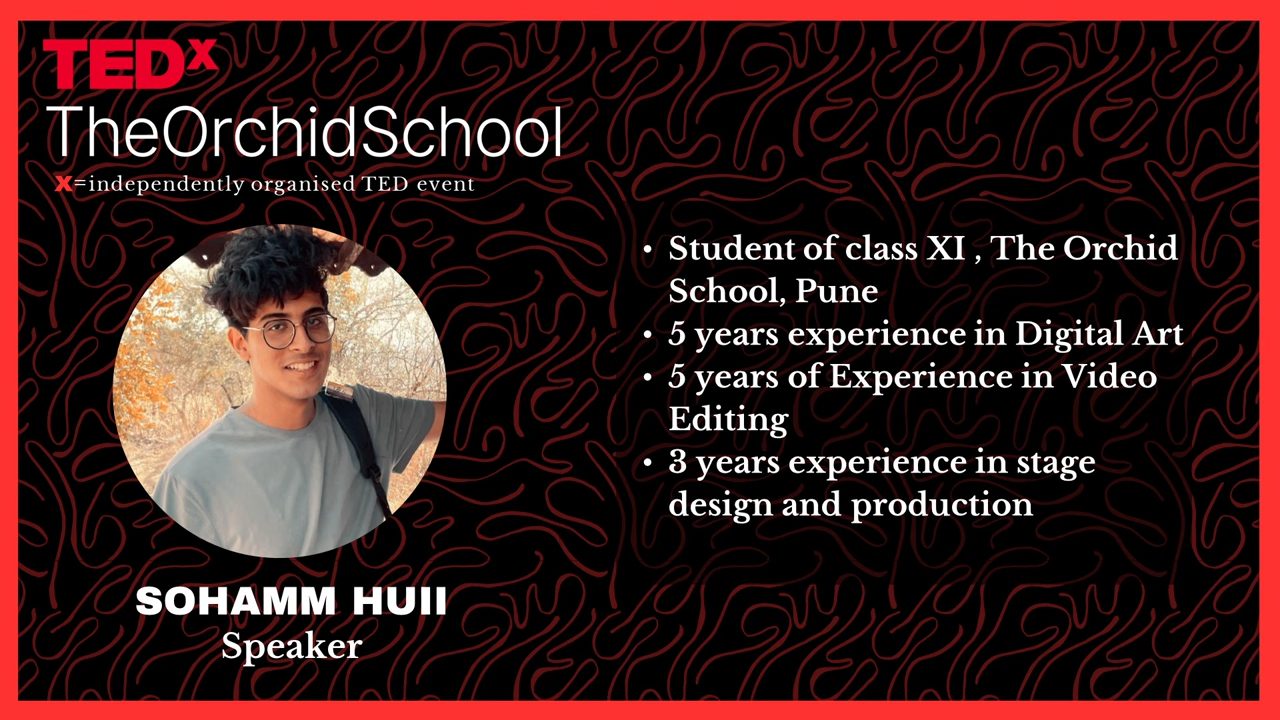 TEDx
TheOrchidSchool
x=independently organised TED event
• Student of class XI , The Orchid
School, Pune
• 5 years experience in Digital Art
• 5 years of Experience in Video
Editing
• 3 years experience in stage
design and production
SOHAMM HUII
Speaker